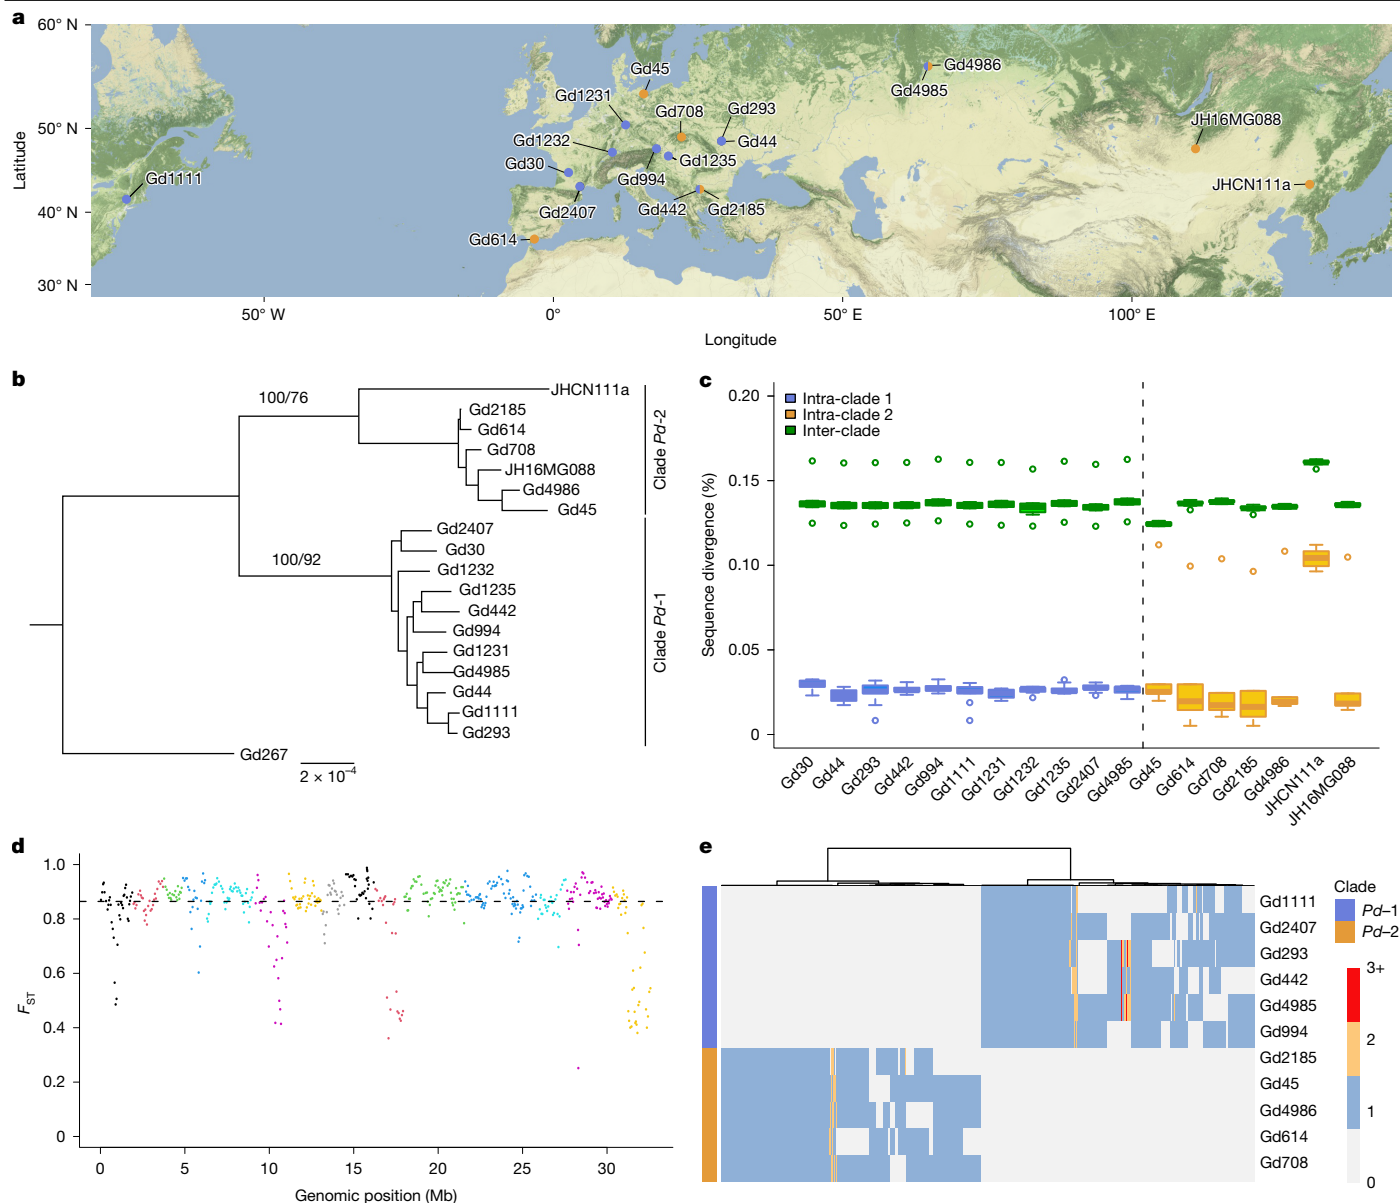 a
60° N
50° N
40° N
30° N
Latitude
Gd1111
Gd45
Gd1231
Gd708
Gd293
Gd1232
Gd44
Gd30
Gd1235
Gd994
Gd2407
Gd442
Gd2185
Gd614
Gd4986
Gd4985
JH16MG088
JHCN111a
50° W
0°
50° E
100° E
Longitude
b
100/76
JHCN111a
Gd2185
Gd614
Gd708
JH16MG088
Gd4986
Gd45
Clade Pd-2
100/92
Gd2407
Gd30
Gd1232
Gd1235
Gd442
Gd994
Gd1231
Gd4985
Gd44
Gd1111
Gd293
Clade Pd-1
Gd267
2 × 10⁻⁴
c
Intra-clade 1
Intra-clade 2
Inter-clade
0.20
0.15
0.10
0.05
0
Sequence divergence (%)
Gd30
Gd44
Gd293
Gd442
Gd994
Gd1111
Gd1231
Gd1232
Gd1235
Gd2407
Gd4985
Gd45
Gd614
Gd708
Gd2185
Gd4986
JHCN111a
JH16MG088
d
1.0
0.8
0.6
0.4
0.2
0
FST
0
5
10
15
20
25
30
Genomic position (Mb)
e
Gd1111
Gd2407
Gd293
Gd442
Gd4985
Gd994
Gd2185
Gd45
Gd4986
Gd614
Gd708
Clade
Pd–1
Pd–2
3+
2
1
0